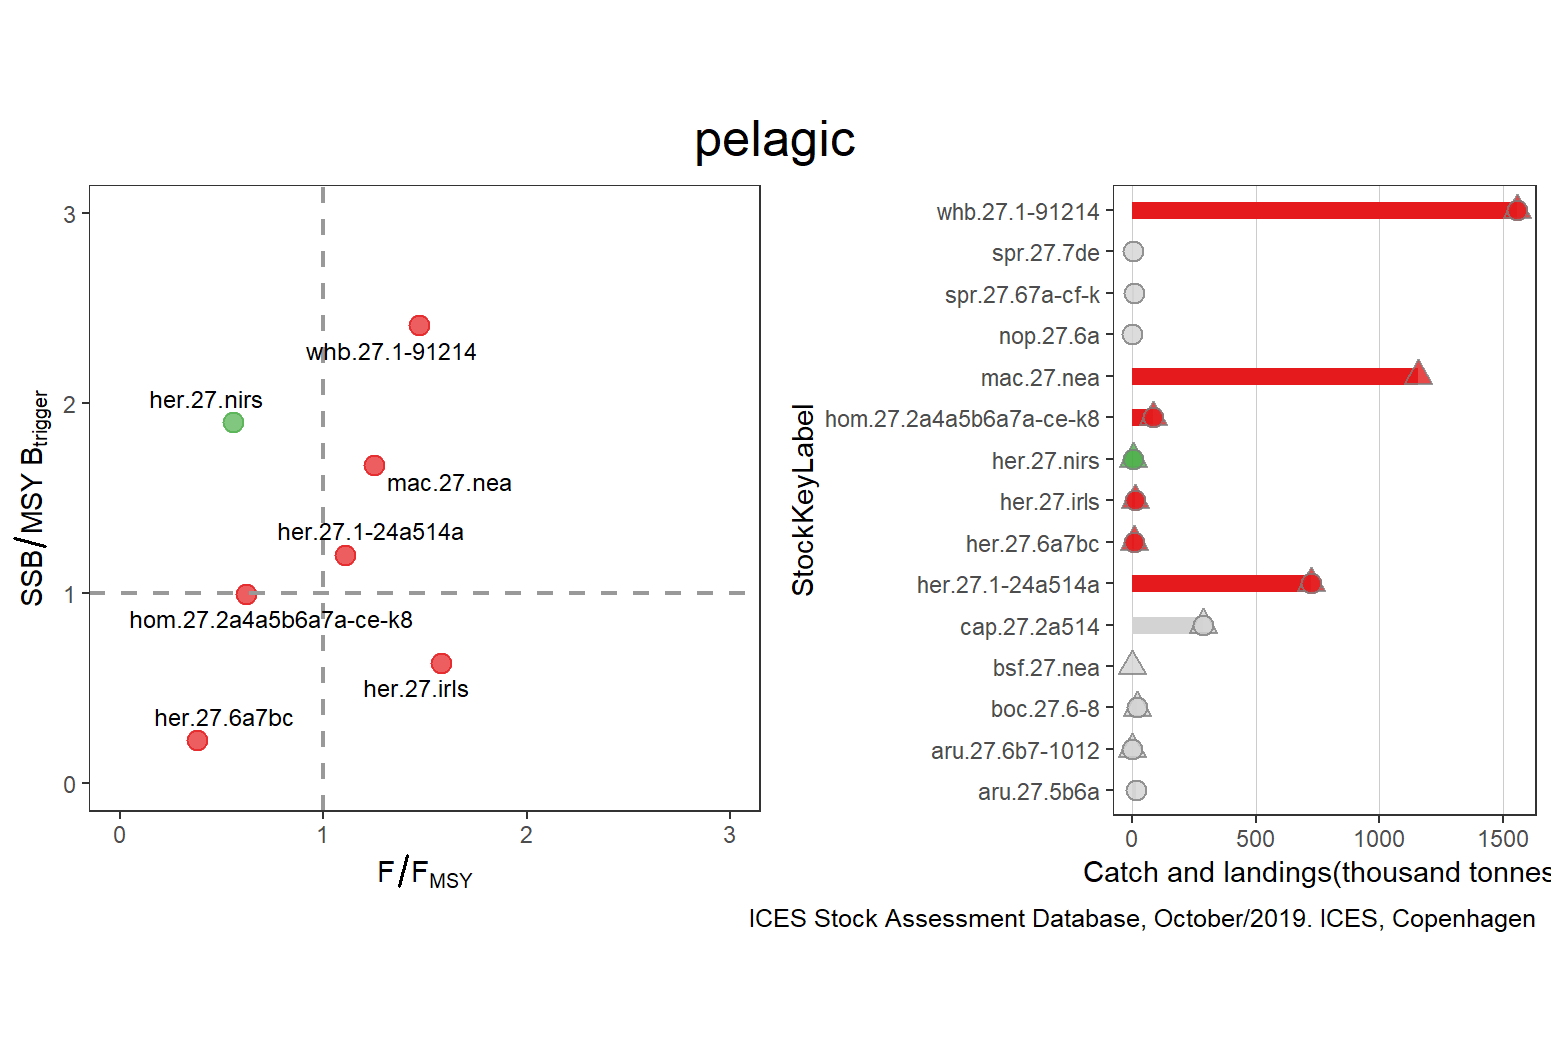 pelagic
3
2
1
0
SSB/MSY Btrigger
whb.27.1-91214
her.27.nirs
mac.27.nea
her.27.1-24a514a
hom.27.2a4a5b6a7a-ce-k8
her.27.irls
her.27.6a7bc
0 1 2 3
F/FMSY
StockKeyLabel
whb.27.1-91214
spr.27.7de
spr.27.67a-cf-k
nop.27.6a
mac.27.nea
hom.27.2a4a5b6a7a-ce-k8
her.27.nirs
her.27.irls
her.27.6a7bc
her.27.1-24a514a
cap.27.2a514
bsf.27.nea
boc.27.6-8
aru.27.6b7-1012
aru.27.5b6a
0 500 1000 1500
Catch and landings(thousand tonnes
ICES Stock Assessment Database, October/2019. ICES, Copenhagen